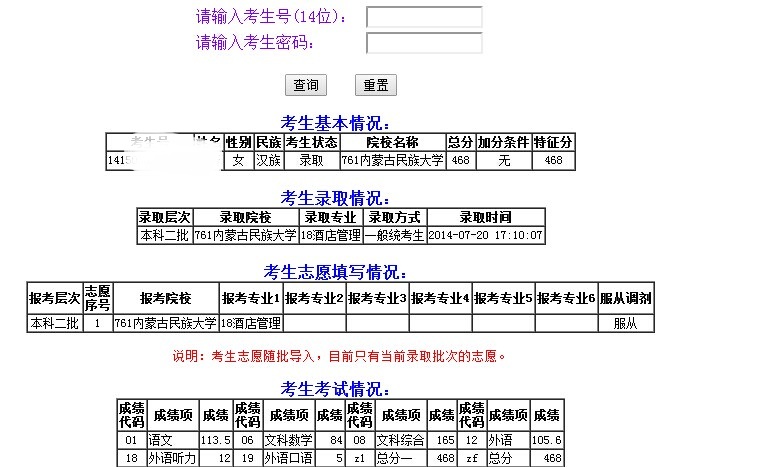 请输入考生号(14位):
请输入考生密码:
查询 重置
考生基本情况:
性别 民族 考生状态 院校名称 总分 加分条件 特征分
女 汉族 录取 761内蒙古民族大学 468 无 468
考生录取情况:
录取层次 录取院校 录取专业 录取方式 录取时间
本科二批 761内蒙古民族大学 18酒店管理 一般统考生 2014-07-20 17:10:07
考生志愿填写情况:
报考层次 志愿序号 报考院校 报考专业1 报考专业2 报考专业3 报考专业4 报考专业5 报考专业6 服从调剂
本科二批 1 761内蒙古民族大学 18酒店管理 服从
说明: 考生志愿随批导入，目前只有当前录取批次的志愿。
考生考试情况:
成绩代码 成绩项 成绩 成绩代码 成绩项 成绩 成绩代码 成绩项 成绩 成绩代码 成绩项 成绩
01 语文 113.5 06 文科数学 84 08 文科综合 165 12 外语 105.6
18 外语听力 12 19 外语口语 5 z1 总分一 468 zf 总分 468